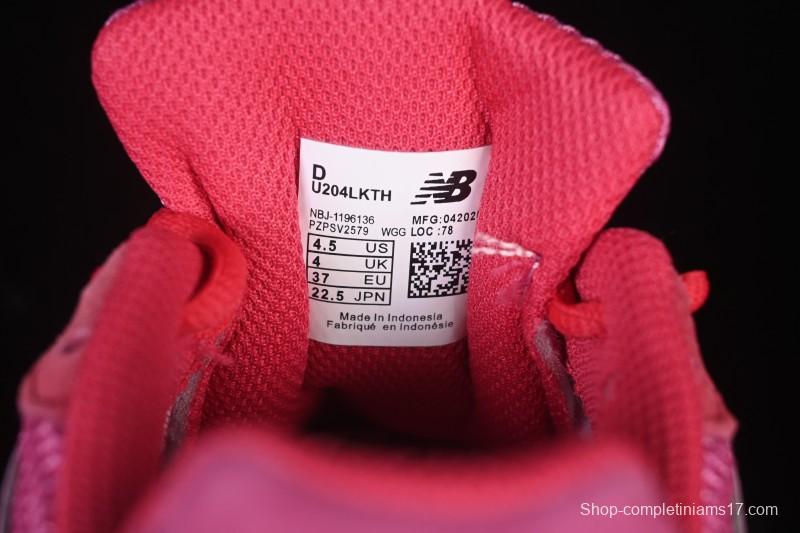 D
U204LKTH
NB
NBJ-1196136
PZPSV2579 WGG
MFG:04202
LOC :78
4.5 US
4 UK
37 EU
22.5 JPN
Made In Indonesia
Fabriqué en Indonésie
Shop-completiniams17.com